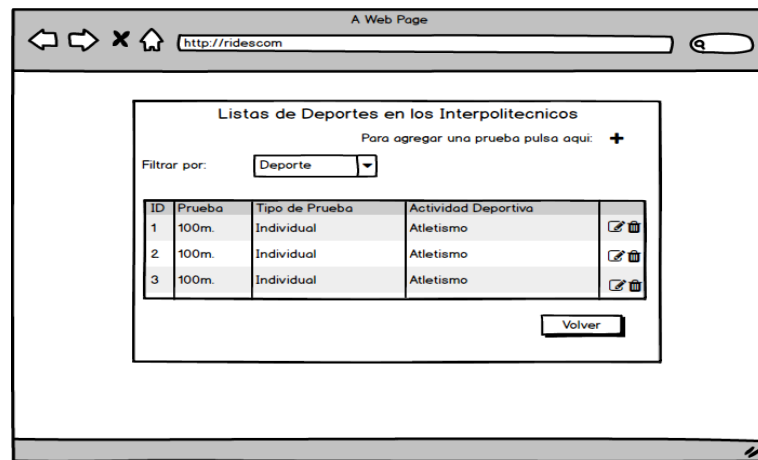 A Web Page
http://ridescom
Listas de Deportes en los Interpolitecnicos
Para agregar una prueba pulsa aqui:
Filtrar por: Deporte
ID Prueba Tipo de Prueba Actividad Deportiva
1 100m. Individual Atletismo
2 100m. Individual Atletismo
3 100m. Individual Atletismo
Volver